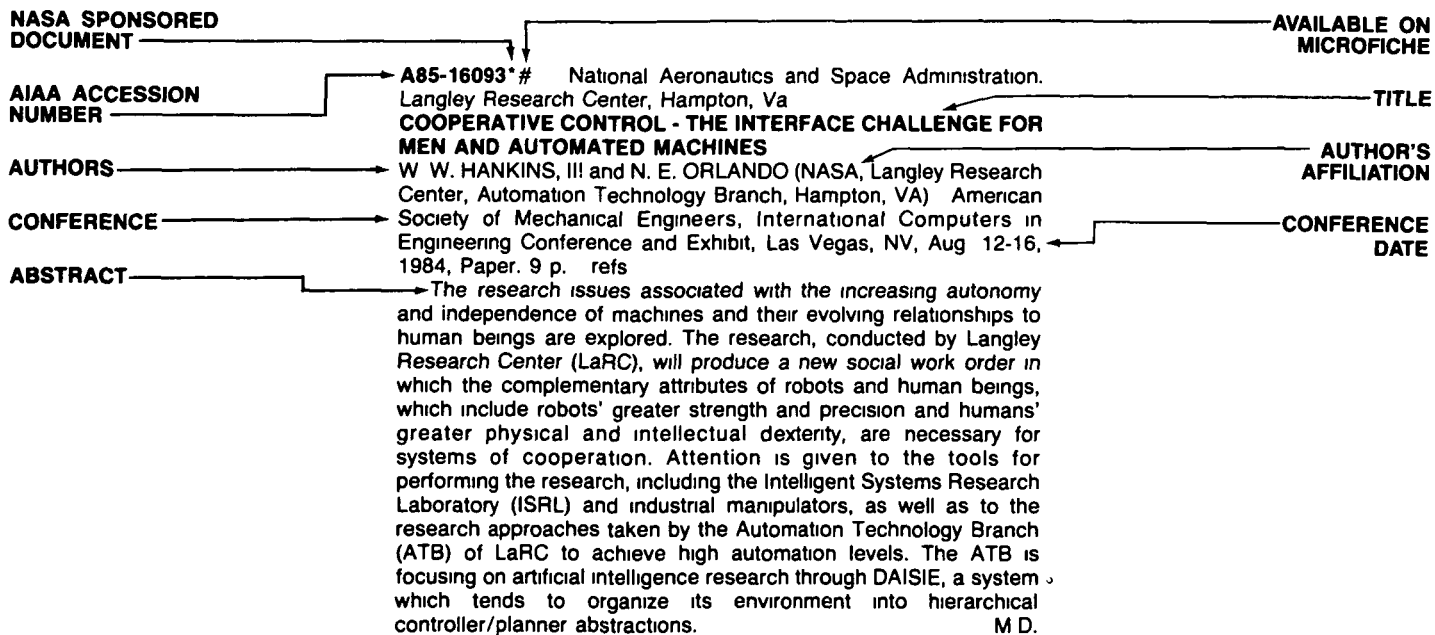 NASA SPONSORED
DOCUMENT
AVAILABLE ON
MICROFICHE
AIAA ACCESSION
NUMBER
A85-16093*# National Aeronautics and Space Administration.
Langley Research Center, Hampton, Va
TITLE
COOPERATIVE CONTROL - THE INTERFACE CHALLENGE FOR
MEN AND AUTOMATED MACHINES
AUTHORS
W W. HANKINS, III and N. E. ORLANDO (NASA, Langley Research
AUTHOR'S
AFFILIATION
Center, Automation Technology Branch, Hampton, VA) American
CONFERENCE
Society of Mechanical Engineers, International Computers in
Engineering Conference and Exhibit, Las Vegas, NV, Aug 12-16,
CONFERENCE
DATE
1984, Paper. 9 p. refs
ABSTRACT
The research issues associated with the increasing autonomy
and independence of machines and their evolving relationships to
human beings are explored. The research, conducted by Langley
Research Center (LaRC), will produce a new social work order in
which the complementary attributes of robots and human beings,
which include robots' greater strength and precision and humans'
greater physical and intellectual dexterity, are necessary for
systems of cooperation. Attention is given to the tools for
performing the research, including the Intelligent Systems Research
Laboratory (ISRL) and industrial manipulators, as well as to the
research approaches taken by the Automation Technology Branch
(ATB) of LaRC to achieve high automation levels. The ATB is
focusing on artificial intelligence research through DAISIE, a system
which tends to organize its environment into hierarchical
controller/planner abstractions. M D.